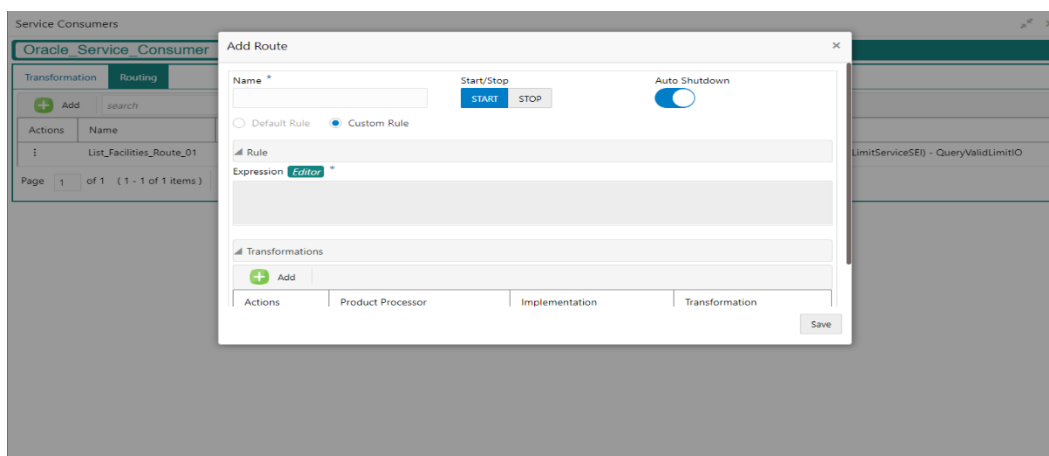 Service Consumers
Oracle_Service_Consumer
Transformation Routing
Add search
Actions Name
List_Facilities_Route_01
LimitServiceSEI) - QueryValidLimitIO
Page 1 of 1 (1 - 1 of 1 items)
Add Route
Name * Start/Stop Auto Shutdown
START STOP
Default Rule Custom Rule
Rule
Expression Editor *
Transformations
Add
Actions Product Processor Implementation Transformation
Save